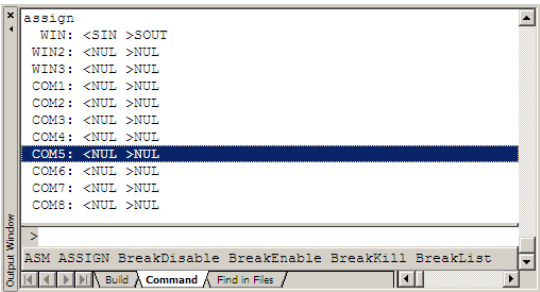 assign
WIN: <SIN >SOUT
WIN2: <NUL >NUL
WIN3: <NUL >NUL
COM1: <NUL >NUL
COM2: <NUL >NUL
COM3: <NUL >NUL
COM4: <NUL >NUL
COM5: <NUL >NUL
COM6: <NUL >NUL
COM7: <NUL >NUL
COM8: <NUL >NUL
>
ASM ASSIGN BreakDisable BreakEnable BreakKill BreakList
Build Command Find in Files
Output Window